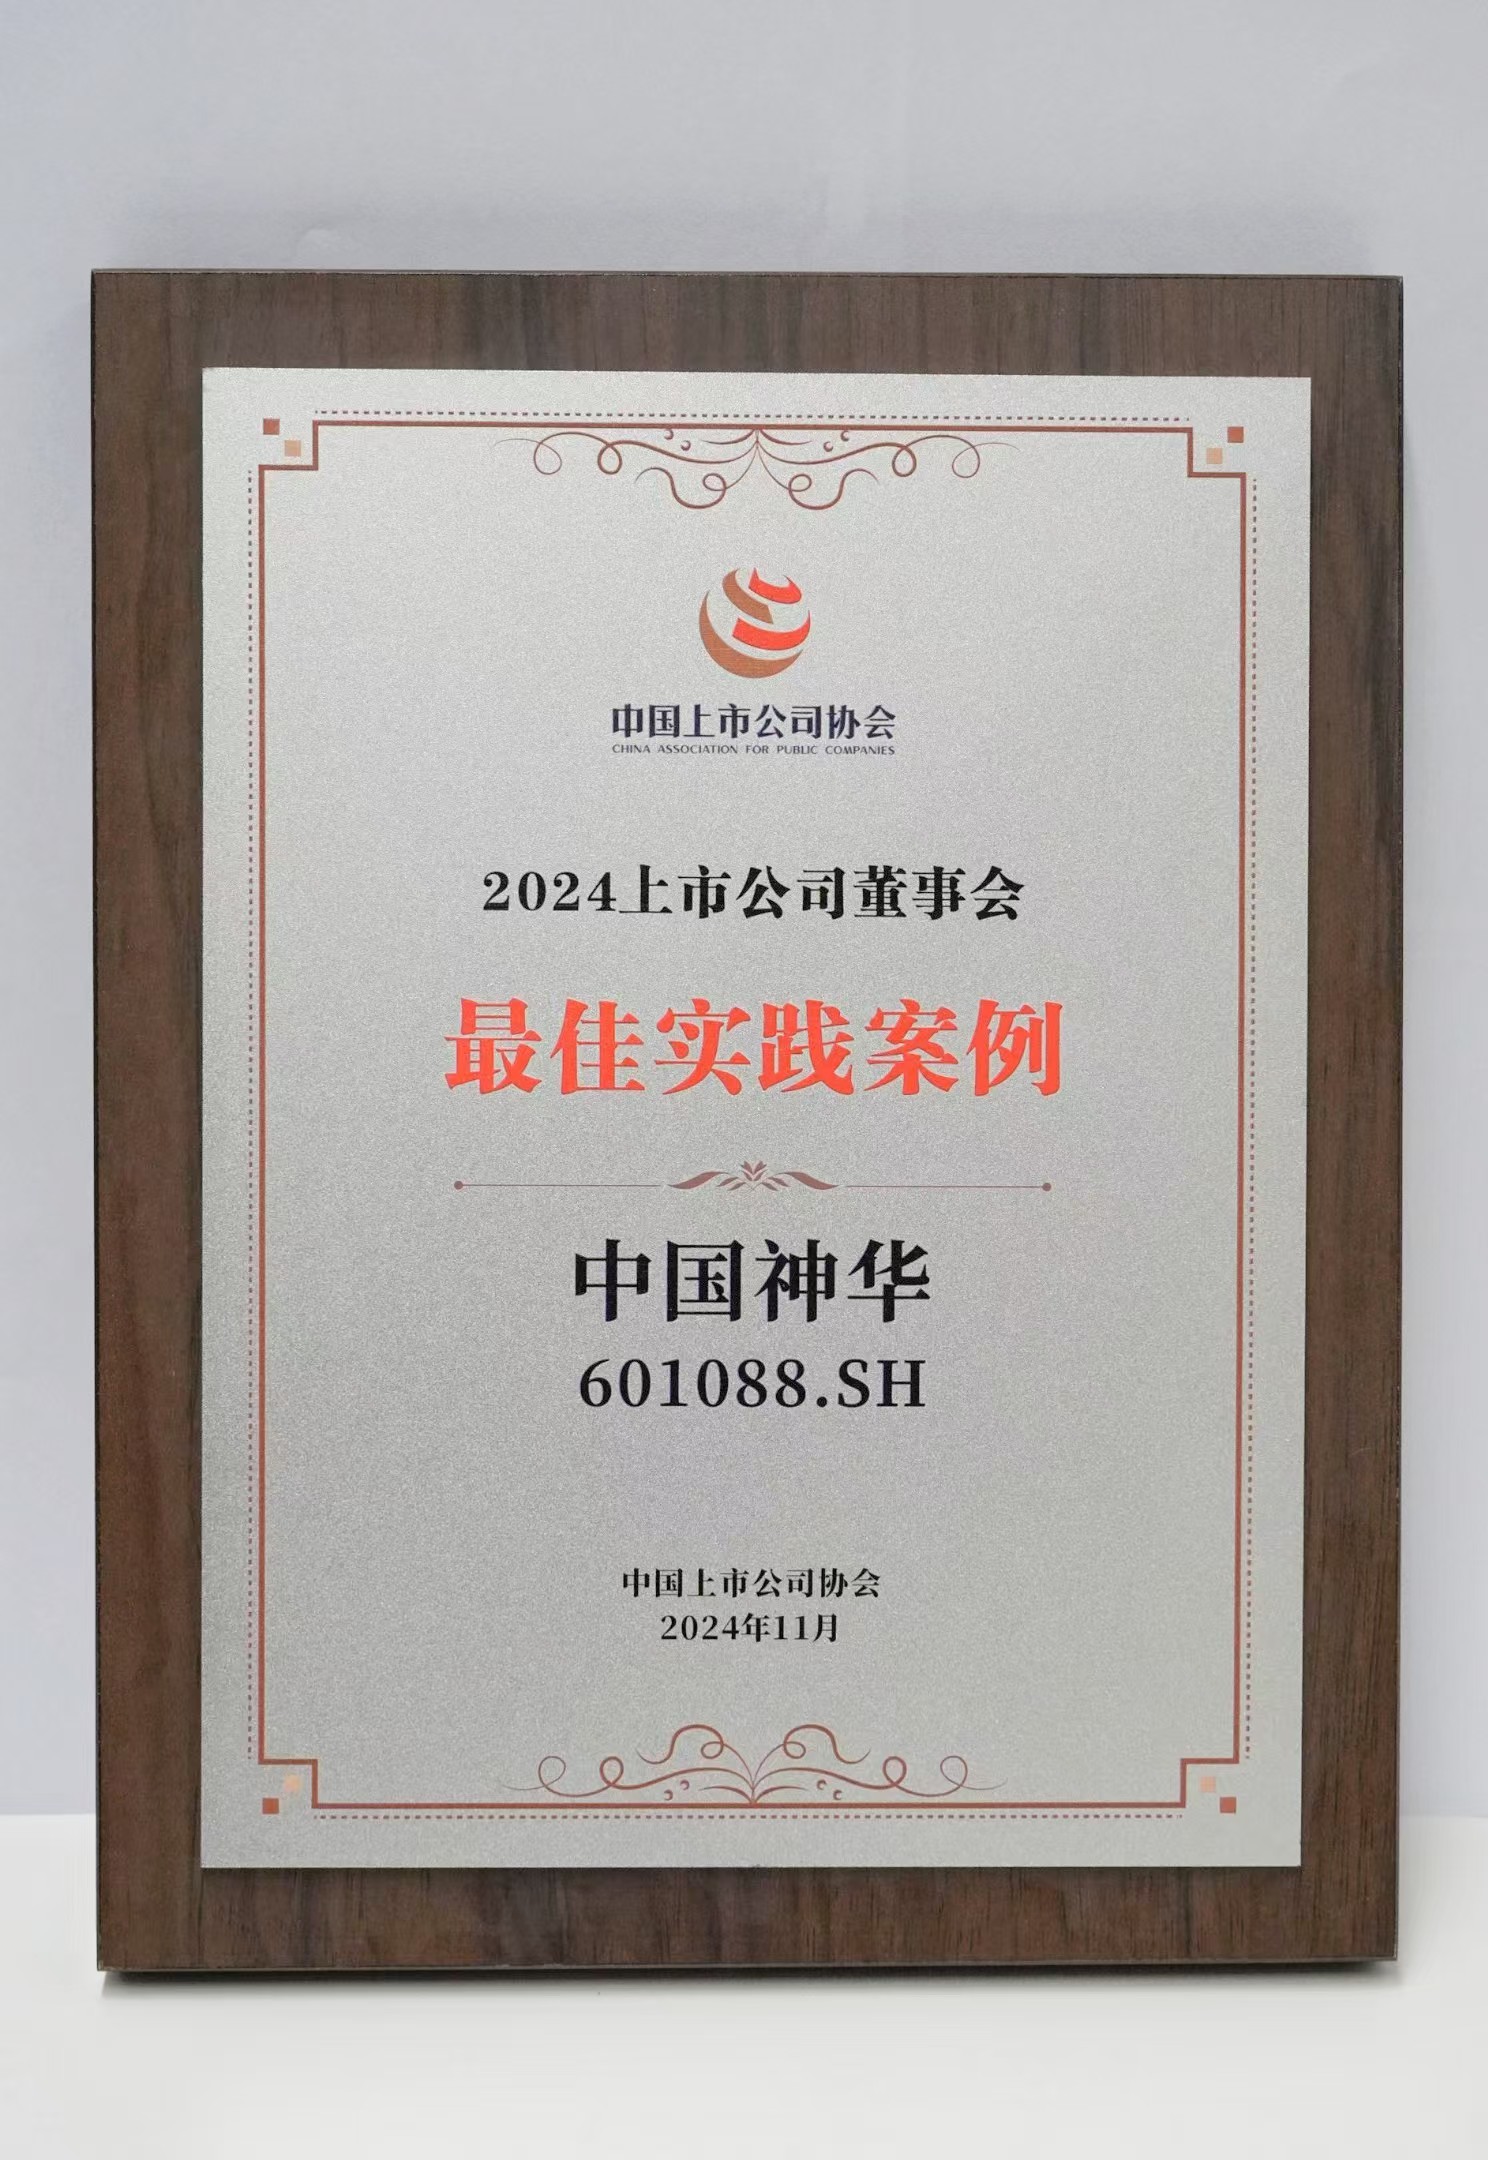 中国上市公司协会
CHINA ASSOCIATION FOR PUBLIC COMPANIES
2024上市公司董事会
最佳实践案例
中国神华
601088.SH
中国上市公司协会
2024年11月